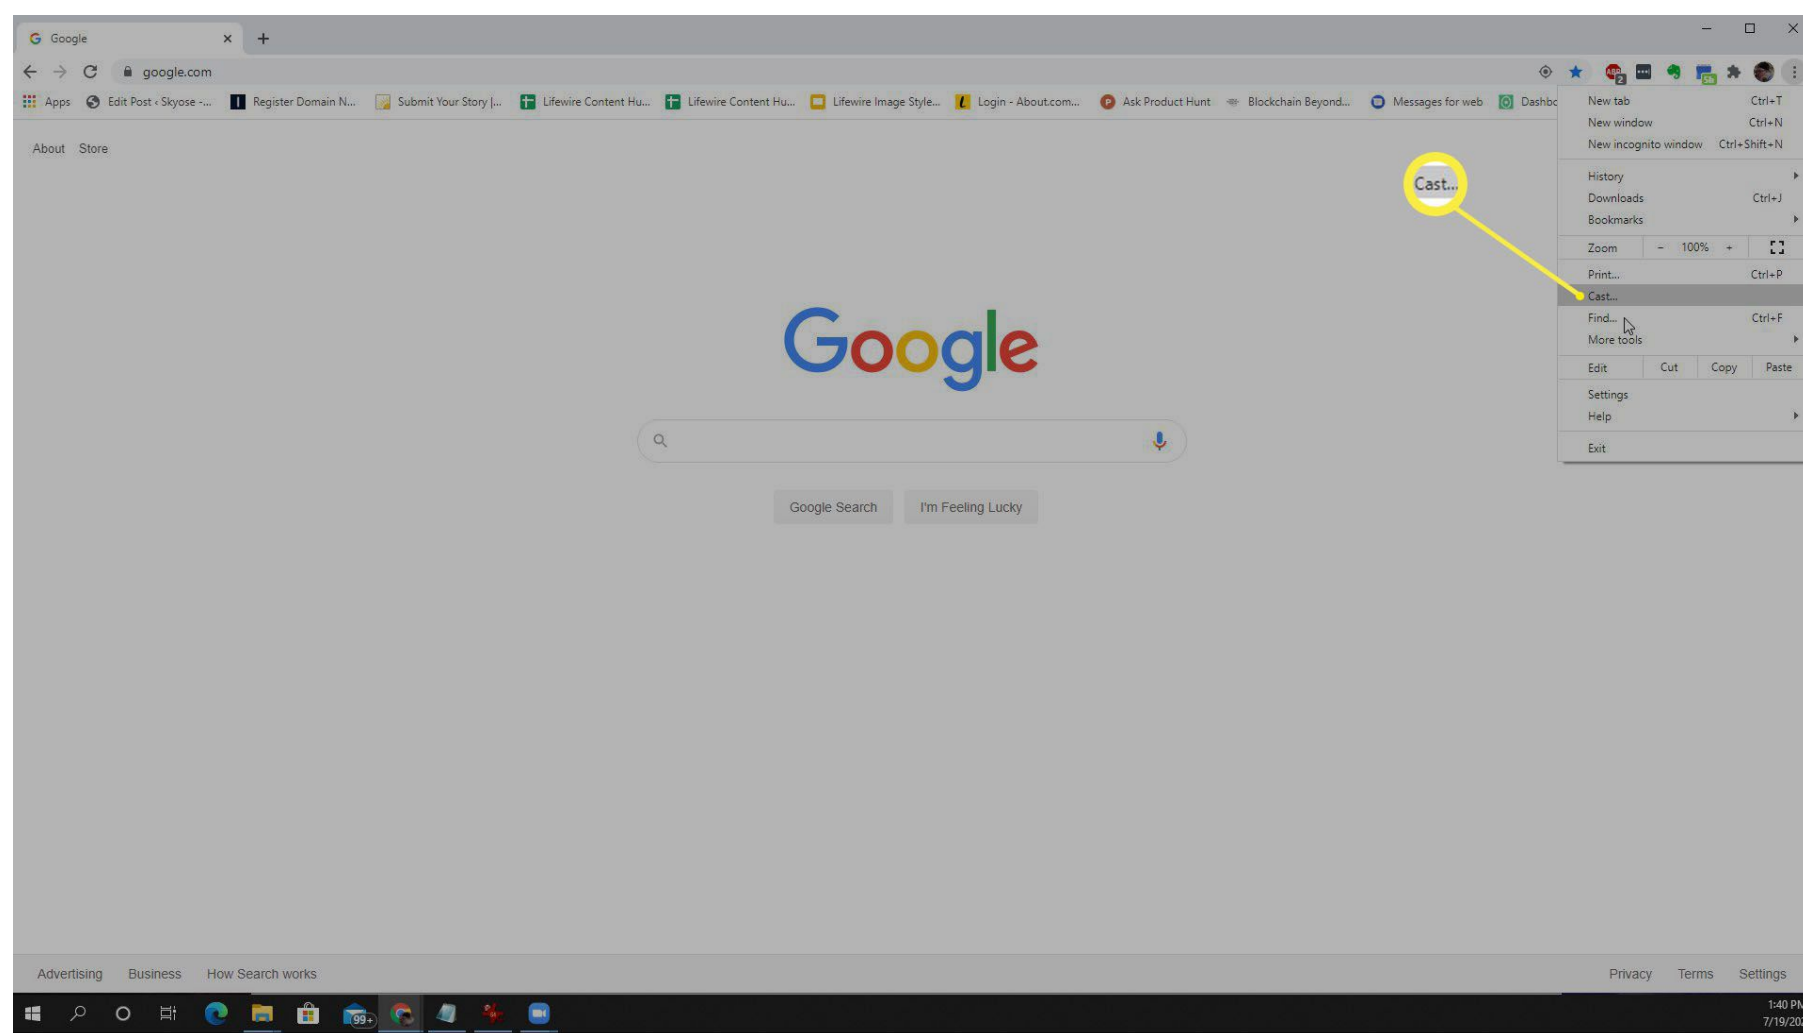 Google
google.com
Apps Edit Post ‹ Skyose -... Register Domain N... Submit Your Story |... Lifewire Content Hu... Lifewire Content Hu... Lifewire Image Style... Login - About.com... Ask Product Hunt Blockchain Beyond... Messages for web Dashbo
About Store
New tab Ctrl+T
New window Ctrl+N
New incognito window Ctrl+Shift+N
History
Downloads Ctrl+J
Bookmarks
Zoom - 100% +
Print... Ctrl+P
Cast...
Find... Ctrl+F
More tools
Edit Cut Copy Paste
Settings
Help
Exit
Cast...
Google
Google Search I'm Feeling Lucky
Advertising Business How Search works Privacy Terms Settings
99+
1:40 PM
7/19/202